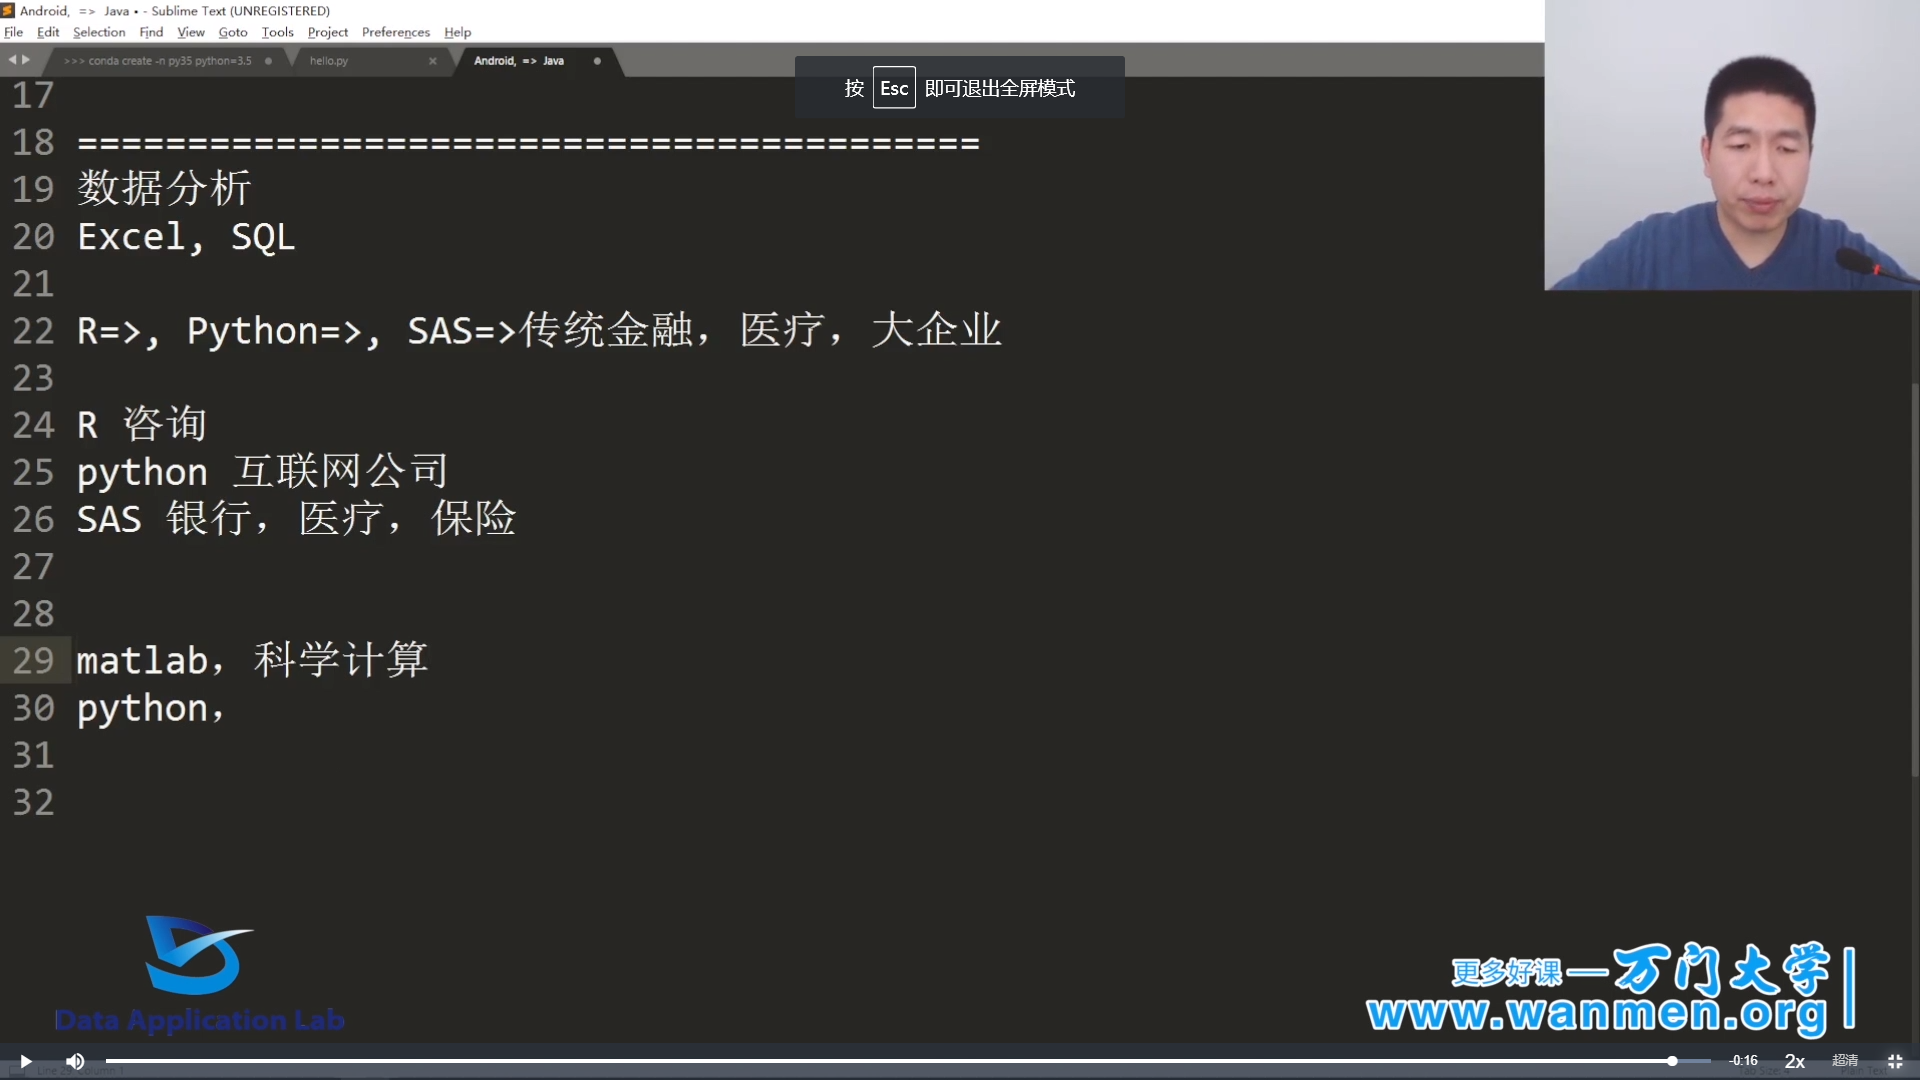 Android, => Java • - Sublime Text (UNREGISTERED)
File Edit Selection Find View Goto Tools Project Preferences Help
>>> conda create -n py35 python=3.5
hello.py
Android, => Java
按 Esc 即可退出全屏模式
17
18 =========================================
19 数据分析
20 Excel, SQL
21
22 R=>, Python=>, SAS=>传统金融，医疗，大企业
23
24 R 咨询
25 python 互联网公司
26 SAS 银行，医疗，保险
27
28
29 matlab，科学计算
30 python，
31
32
Data Application Lab
更多好课—万门大学
www.wanmen.org
-0:16 2x 超清